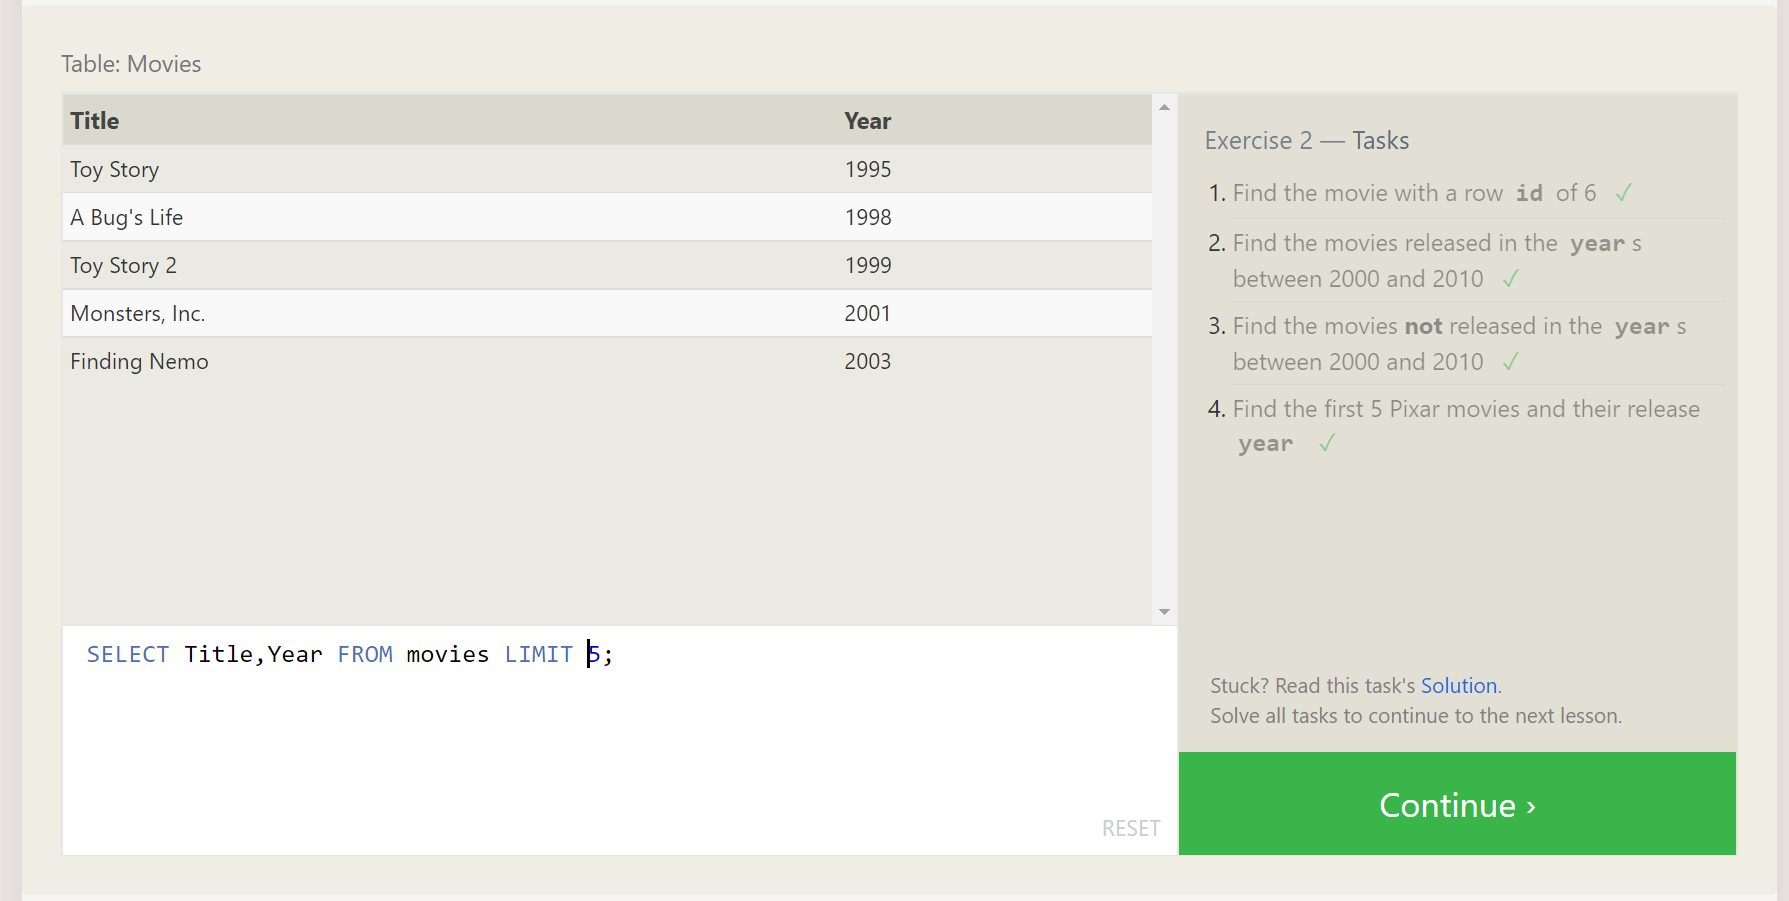 Table: Movies
Title Year
Toy Story 1995
A Bug's Life 1998
Toy Story 2 1999
Monsters, Inc. 2001
Finding Nemo 2003
SELECT Title,Year FROM movies LIMIT 5;
RESET
Exercise 2 — Tasks
1. Find the movie with a row id of 6 ✓
2. Find the movies released in the year s
between 2000 and 2010 ✓
3. Find the movies not released in the year s
between 2000 and 2010 ✓
4. Find the first 5 Pixar movies and their release
year ✓
Stuck? Read this task's Solution.
Solve all tasks to continue to the next lesson.
Continue ›